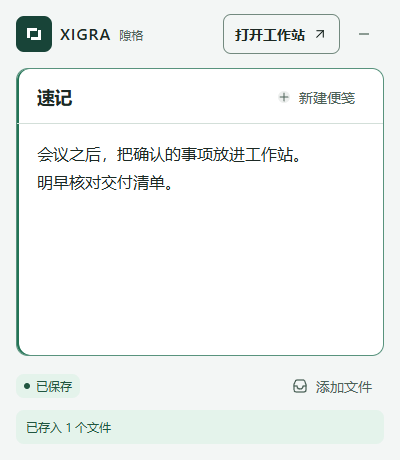 XIGRA 隙格 打开工作站
速记 新建便笺
会议之后，把确认的事项放进工作站。
明早核对交付清单。
已保存 添加文件
已存入 1 个文件